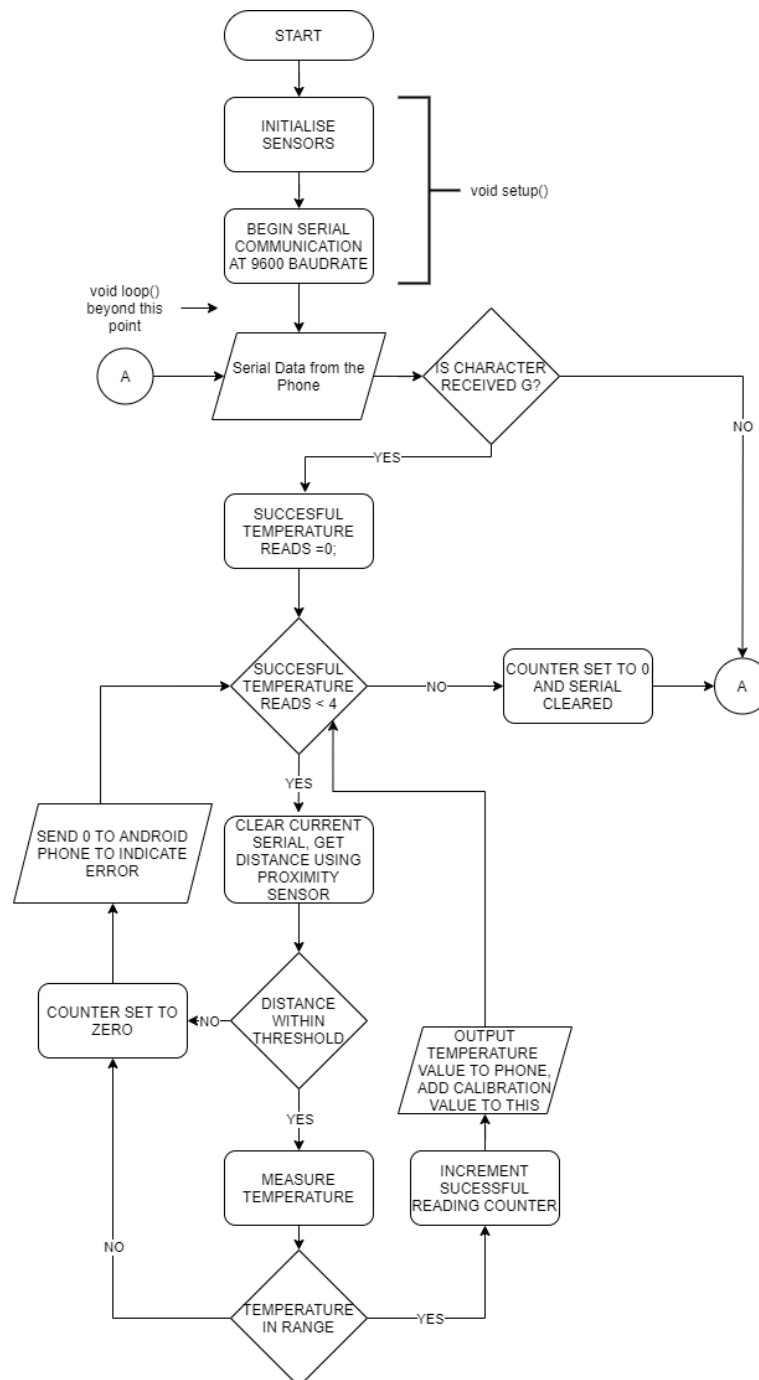 START
INITIALISE
SENSORS
void setup()
BEGIN SERIAL
COMMUNICATION
AT 9600 BAUDRATE
void loop()
beyond this
point
A
Serial Data from the
Phone
IS CHARACTER
RECEIVED G?
NO
YES
SUCCESFUL
TEMPERATURE
READS =0;
SUCCESFUL
TEMPERATURE
READS < 4
NO
COUNTER SET TO 0
AND SERIAL
CLEARED
A
YES
SEND 0 TO ANDROID
PHONE TO INDICATE
ERROR
CLEAR CURRENT
SERIAL, GET
DISTANCE USING
PROXIMITY
SENSOR
COUNTER SET TO
ZERO
NO
DISTANCE
WITHIN
THRESHOLD
OUTPUT
TEMPERATURE
VALUE TO PHONE,
ADD CALIBRATION
VALUE TO THIS
YES
MEASURE
TEMPERATURE
INCREMENT
SUCESSFUL
READING COUNTER
NO
TEMPERATURE
IN RANGE
YES